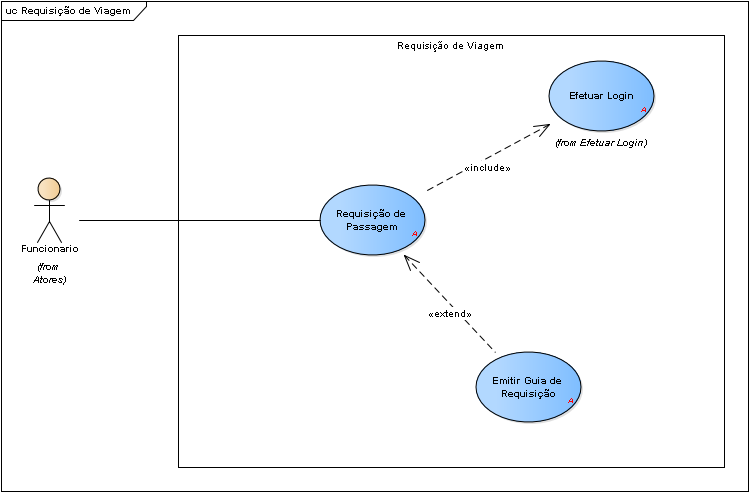 uc Requisição de Viagem
Requisição de Viagem
Efetuar Login
A
(from Efetuar Login)
«include»
Requisição de
Passagem
A
Funcionario
(from
Atores)
«extend»
Emitir Guia de
Requisição
A